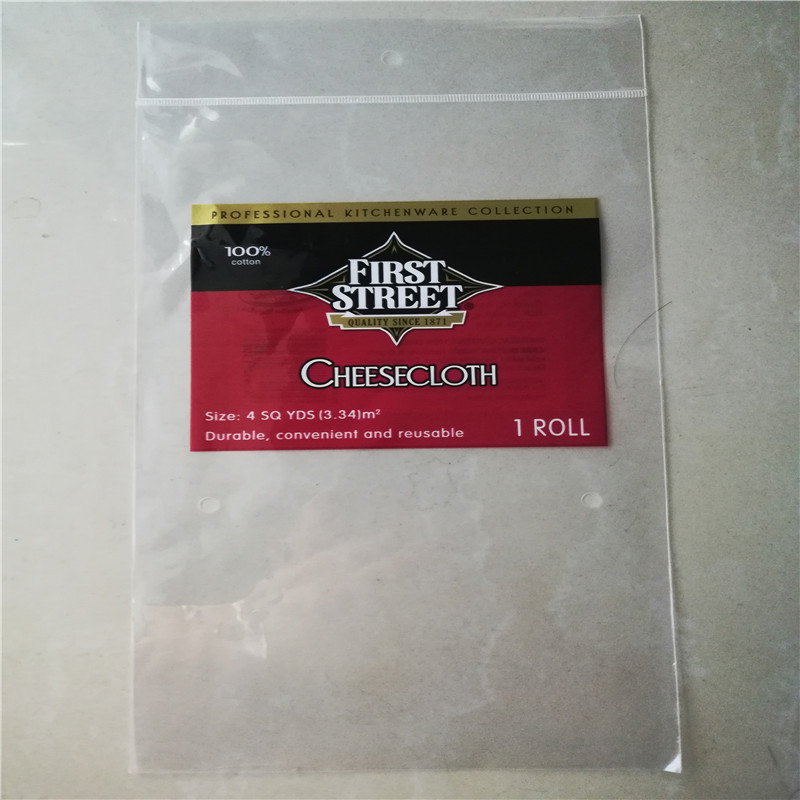 PROFESSIONAL KITCHENWARE COLLECTION
100%
cotton
FIRST
STREET
QUALITY SINCE 1871
CHEESECLOTH
Size: 4 SQ YDS (3.34)m²
Durable, convenient and reusable
1 ROLL